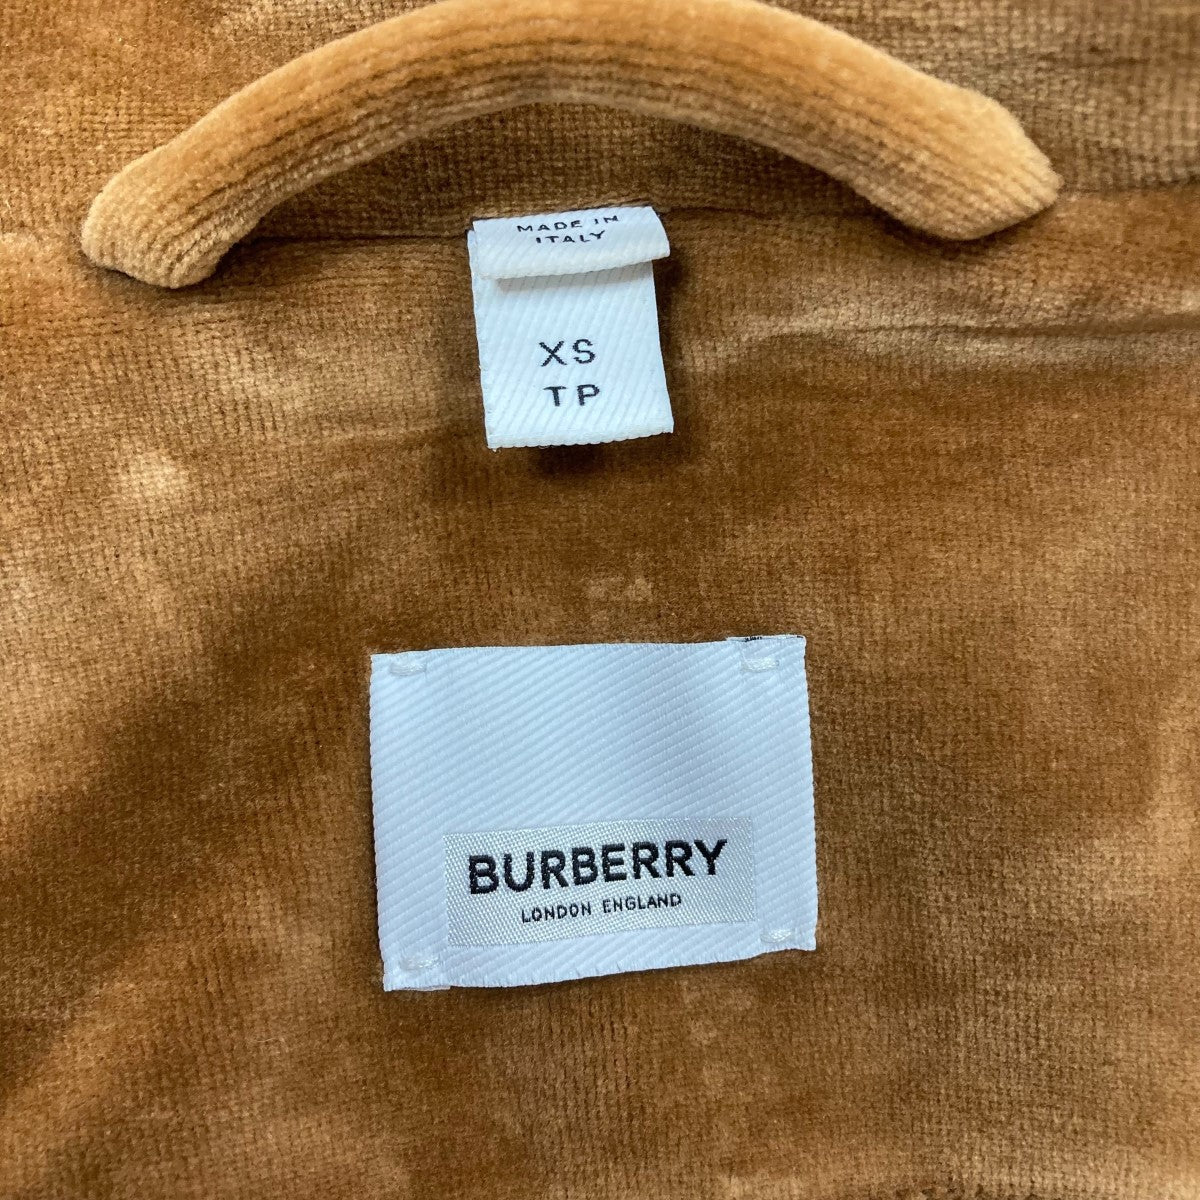 MADE IN
ITALY
XS
TP
BURBERRY
LONDON ENGLAND